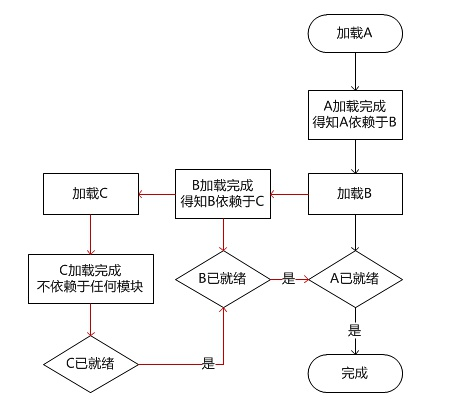 加载A
A加载完成
得知A依赖于B
加载B
B加载完成
得知B依赖于C
加载C
C加载完成
不依赖于任何模块
C已就绪
是
B已就绪
是
A已就绪
是
完成